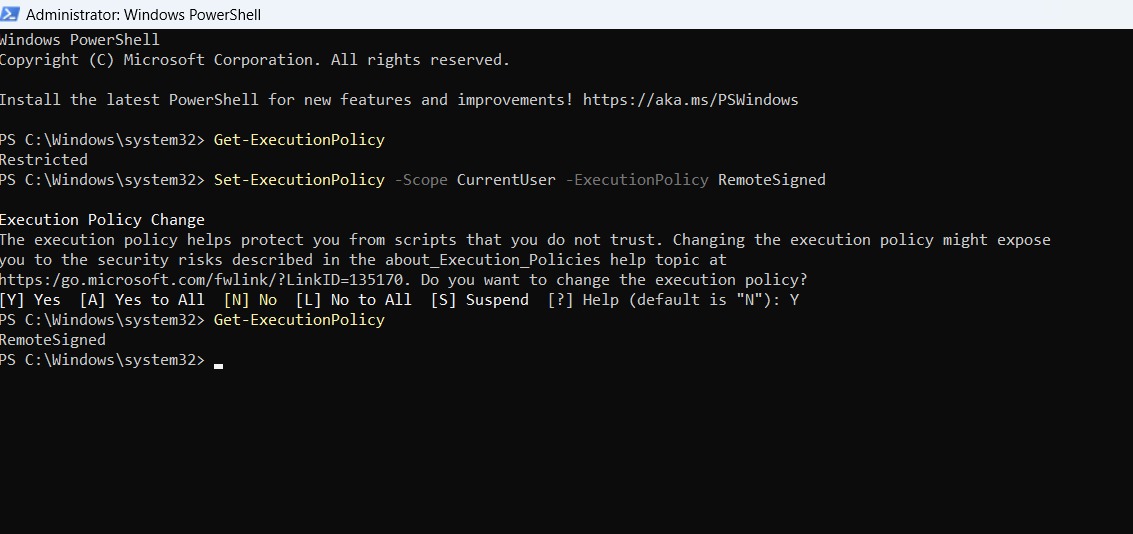 Administrator: Windows PowerShell
Windows PowerShell
Copyright (C) Microsoft Corporation. All rights reserved.
Install the latest PowerShell for new features and improvements! https://aka.ms/PSWindows
PS C:\Windows\system32> Get-ExecutionPolicy
Restricted
PS C:\Windows\system32> Set-ExecutionPolicy -Scope CurrentUser -ExecutionPolicy RemoteSigned
Execution Policy Change
The execution policy helps protect you from scripts that you do not trust. Changing the execution policy might expose
you to the security risks described in the about_Execution_Policies help topic at
https:/go.microsoft.com/fwlink/?LinkID=135170. Do you want to change the execution policy?
[Y] Yes  [A] Yes to All  [N] No  [L] No to All  [S] Suspend  [?] Help (default is "N"): Y
PS C:\Windows\system32> Get-ExecutionPolicy
RemoteSigned
PS C:\Windows\system32>